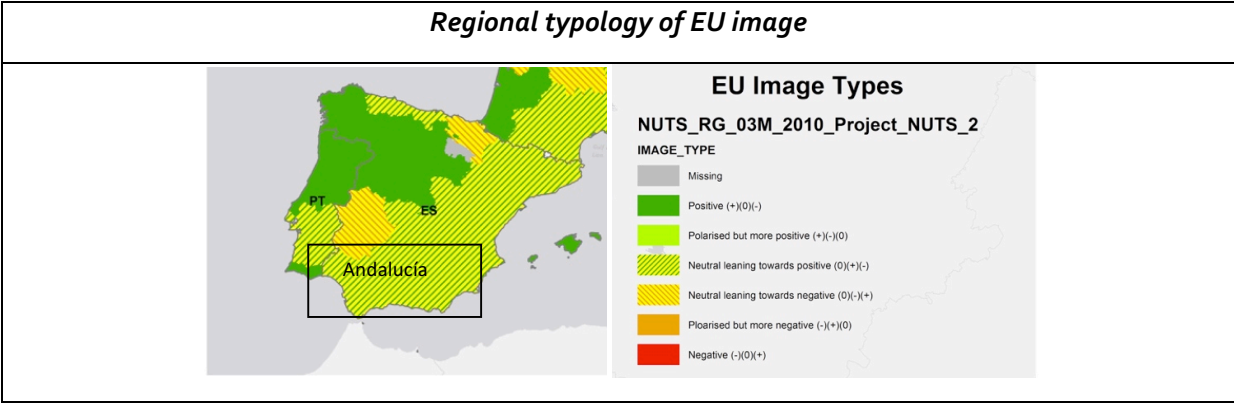 Regional typology of EU image
PT
ES
Andalucía
EU Image Types
NUTS_RG_03M_2010_Project_NUTS_2
IMAGE_TYPE
Missing
Positive (+)(0)(-)
Polarised but more positive (+)(-)(0)
Neutral leaning towards positive (0)(+)(-)
Neutral leaning towards negative (0)(-)(+)
Ploarised but more negative (-)(+)(0)
Negative (-)(0)(+)